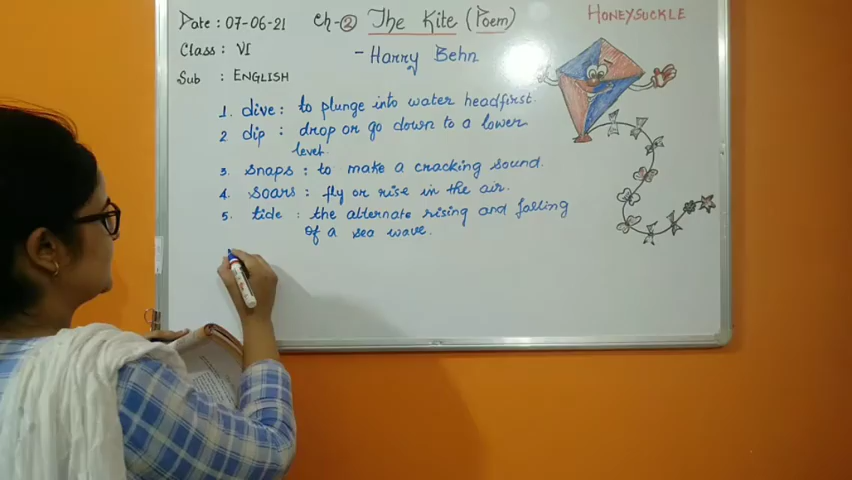 Date : 07-06-21 Ch-② The Kite (Poem) HONEYSUCKLE
Class : VI - Harry Behn
Sub : ENGLISH
1. dive : to plunge into water headfirst.
2 dip : drop or go down to a lower
level.
3. snaps : to make a cracking sound.
4. soars : fly or rise in the air.
5. tide : the alternate rising and falling
of a sea wave.